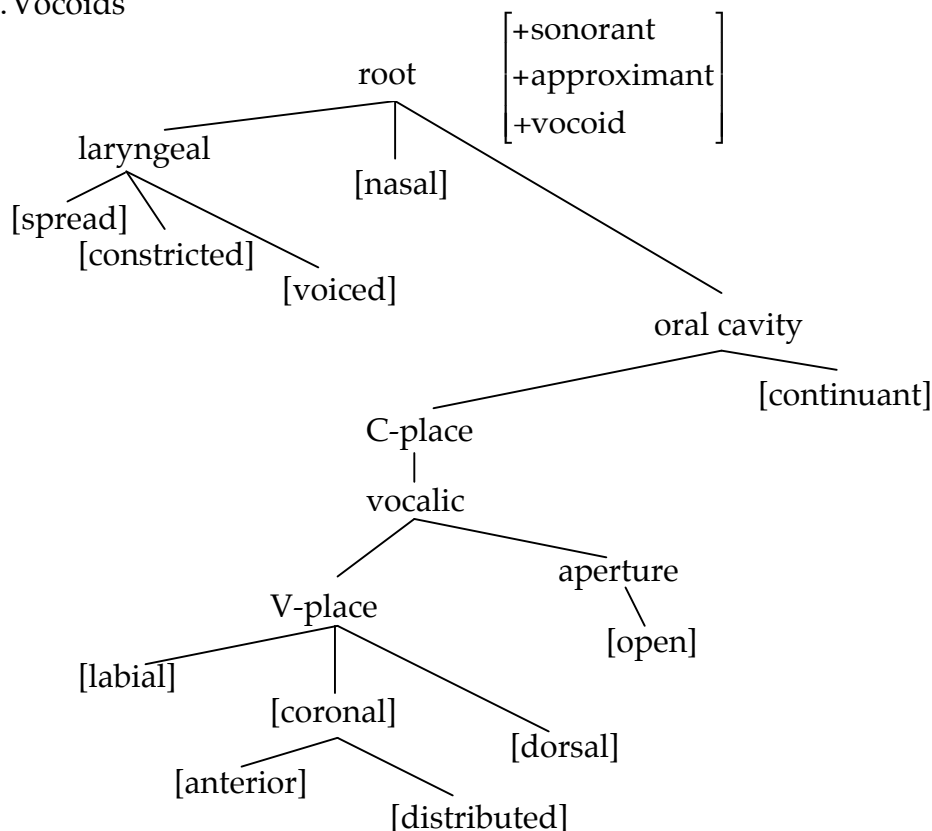 . Vocoids
+sonorant
root
+approximant
+vocoid
laryngeal
[nasal]
[spread]
[constricted]
[voiced]
oral cavity
[continuant]
C-place
vocalic
aperture
V-place
[open]
[labial]
[coronal]
[dorsal]
[anterior]
[distributed]